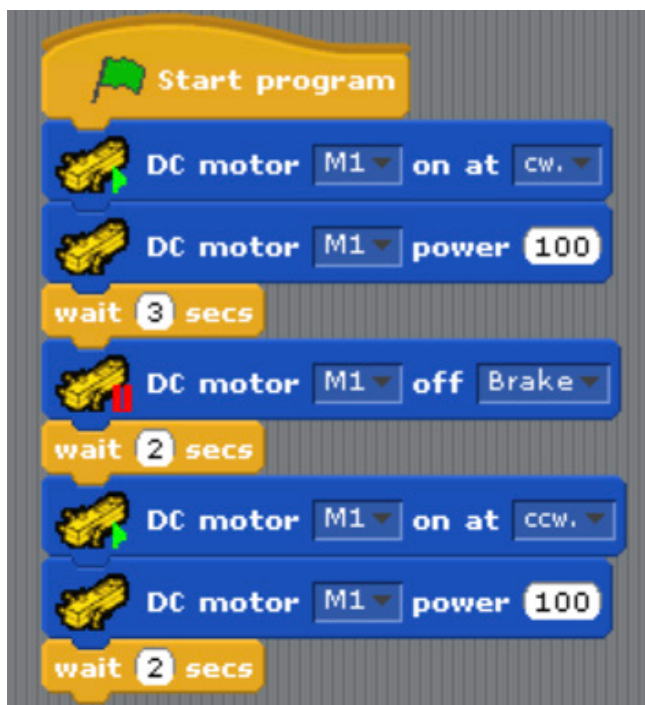 Start program
DC motor M1 on at cw.
DC motor M1 power 100
wait 3 secs
DC motor M1 off Brake
wait 2 secs
DC motor M1 on at ccw.
DC motor M1 power 100
wait 2 secs